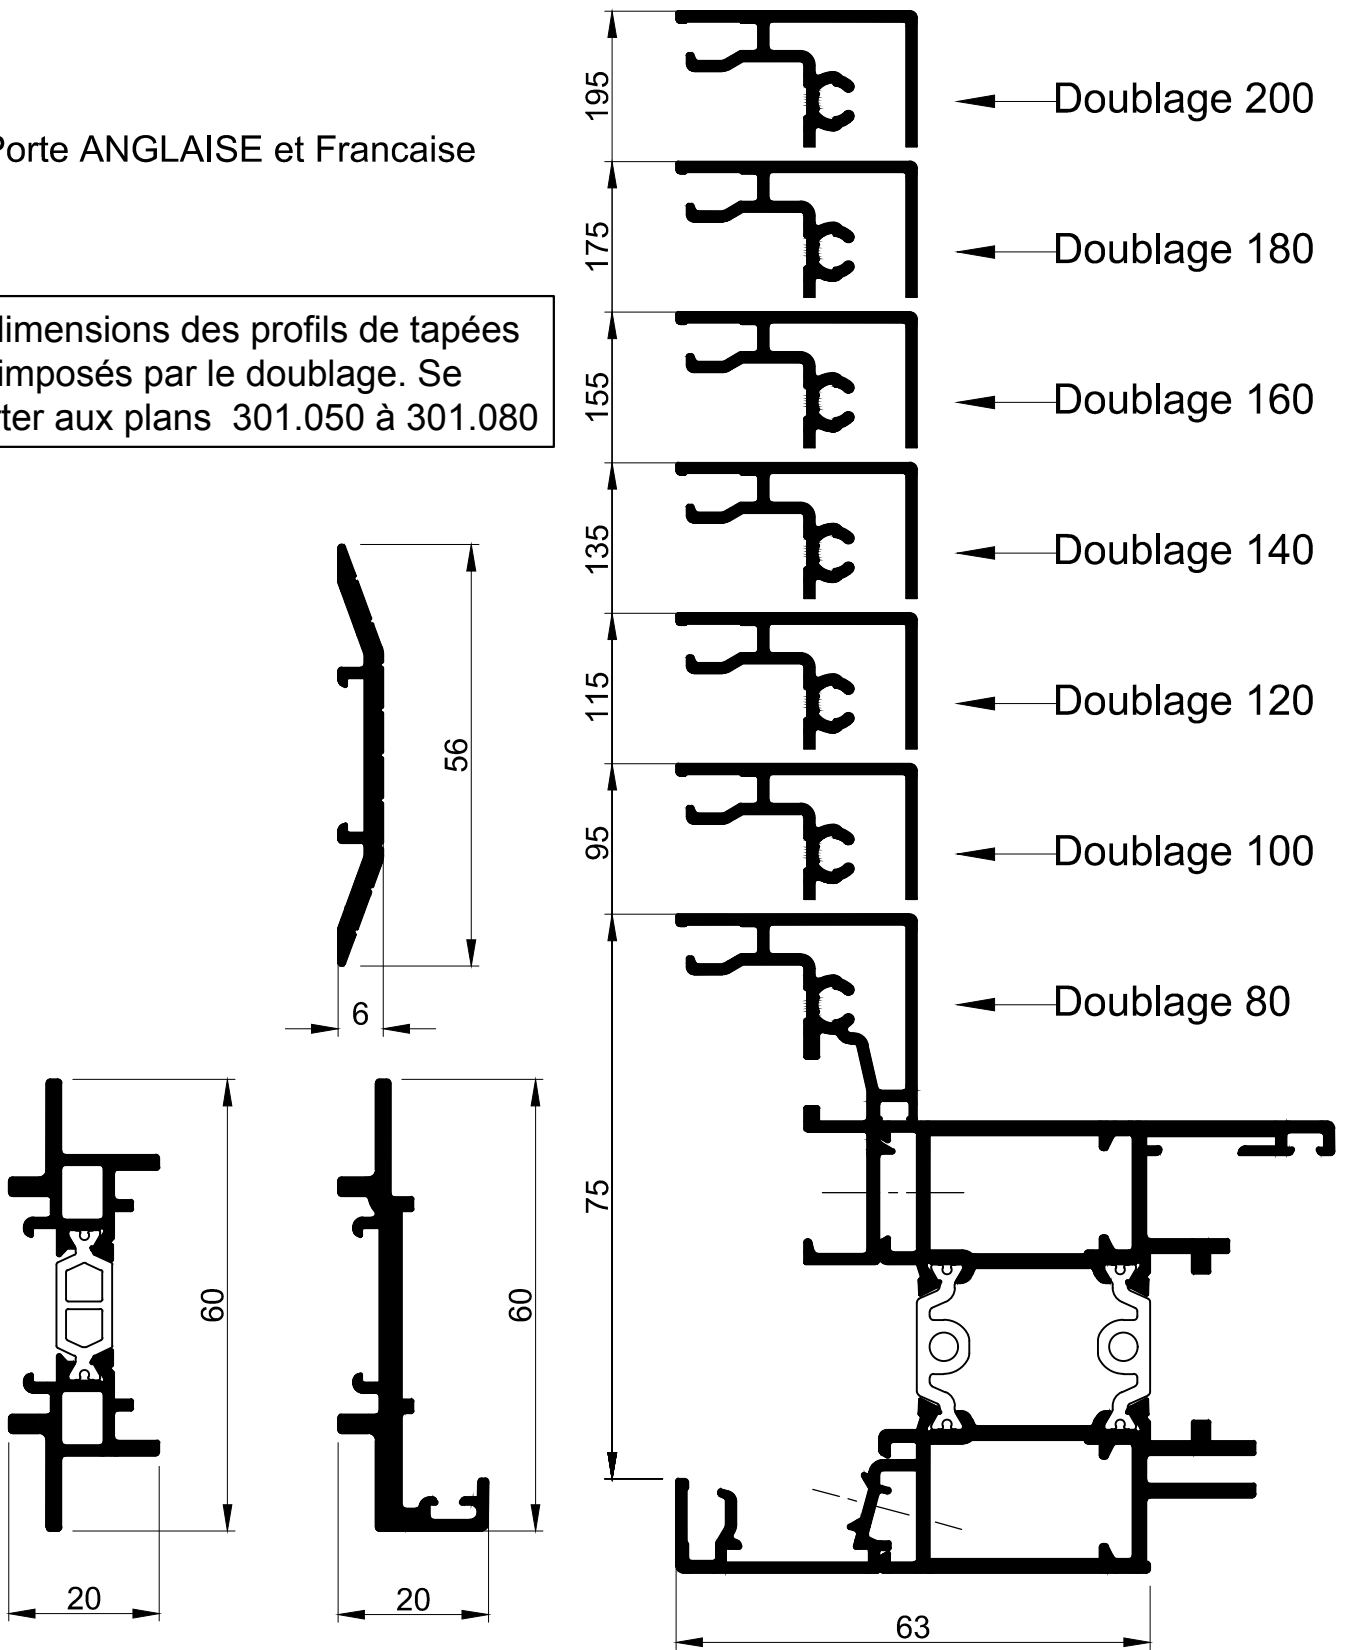 195
Doublage 200
Porte ANGLAISE et Francaise
175
Doublage 180
dimensions des profils de tapées
imposés par le doublage. Se
rter aux plans 301.050 à 301.080
155
Doublage 160
135
Doublage 140
115
Doublage 120
56
95
Doublage 100
6
Doublage 80
75
60
60
20
20
63